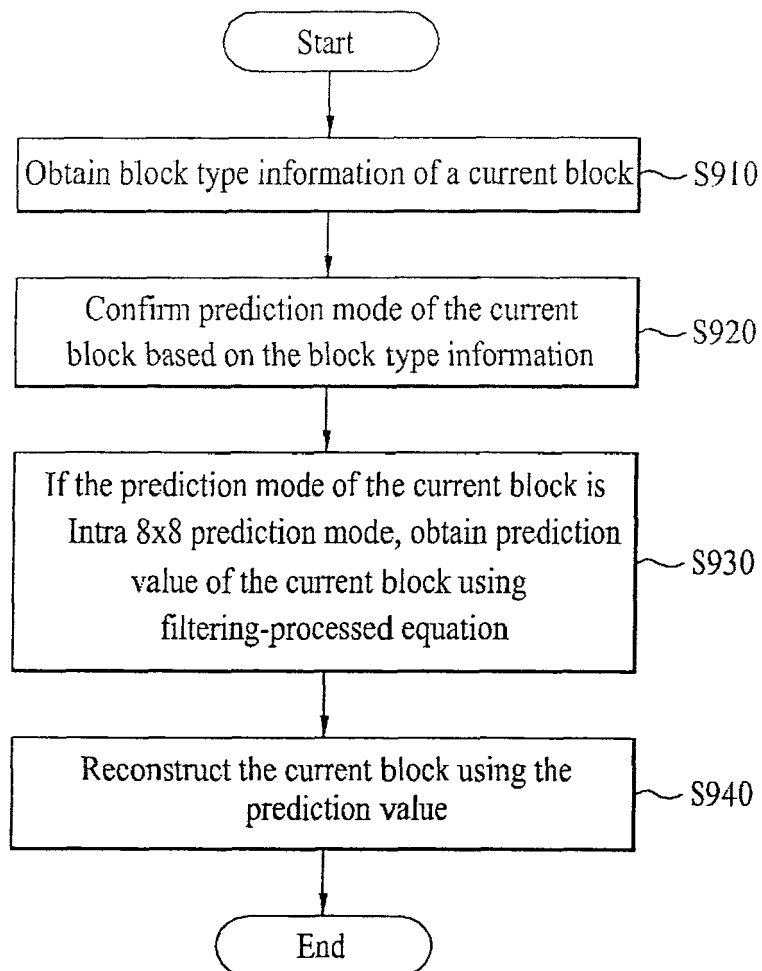 Start
Obtain block type information of a current block
S910
Confirm prediction mode of the current
block based on the block type information
S920
If the prediction mode of the current block is
Intra 8x8 prediction mode, obtain prediction
value of the current block using
filtering-processed equation
S930
Reconstruct the current block using the
prediction value
S940
End